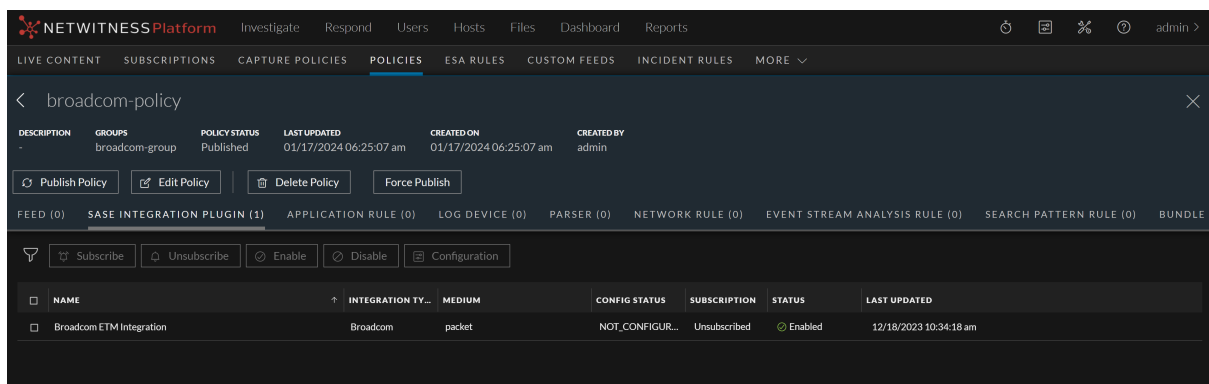 NETWITNESS Platform Investigate Respond Users Hosts Files Dashboard Reports admin >
LIVE CONTENT SUBSCRIPTIONS CAPTURE POLICIES POLICIES ESA RULES CUSTOM FEEDS INCIDENT RULES MORE
broadcom-policy
DESCRIPTION GROUPS POLICY STATUS LAST UPDATED CREATED ON CREATED BY
- broadcom-group Published 01/17/2024 06:25:07 am 01/17/2024 06:25:07 am admin
Publish Policy Edit Policy Delete Policy Force Publish
FEED (0) SASE INTEGRATION PLUGIN (1) APPLICATION RULE (0) LOG DEVICE (0) PARSER (0) NETWORK RULE (0) EVENT STREAM ANALYSIS RULE (0) SEARCH PATTERN RULE (0) BUNDLE
Subscribe Unsubscribe Enable Disable Configuration
NAME INTEGRATION TY... MEDIUM CONFIG STATUS SUBSCRIPTION STATUS LAST UPDATED
Broadcom ETM Integration Broadcom packet NOT_CONFIGUR... Unsubscribed Enabled 12/18/2023 10:34:18 am